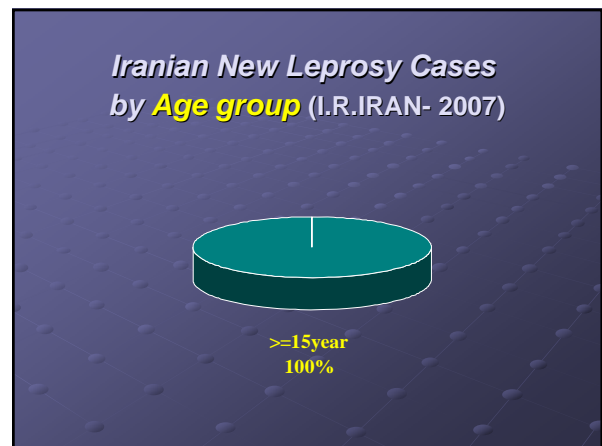 Iranian New Leprosy Cases
by Age group (I.R.IRAN- 2007)
>=15year
100%